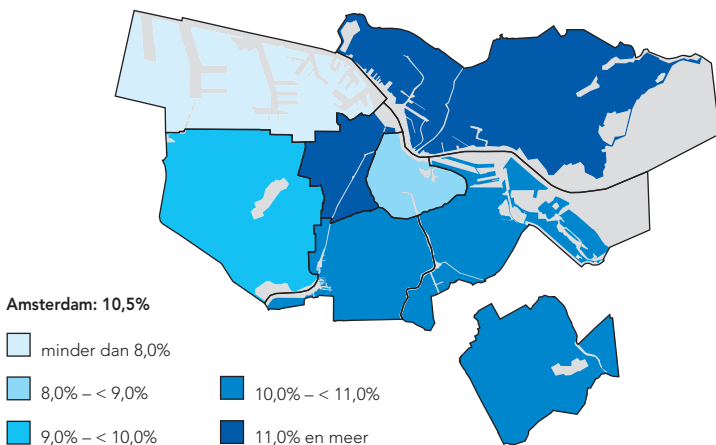 Amsterdam: 10,5%
minder dan 8,0%
8,0% – < 9,0%
9,0% – < 10,0%
10,0% – < 11,0%
11,0% en meer